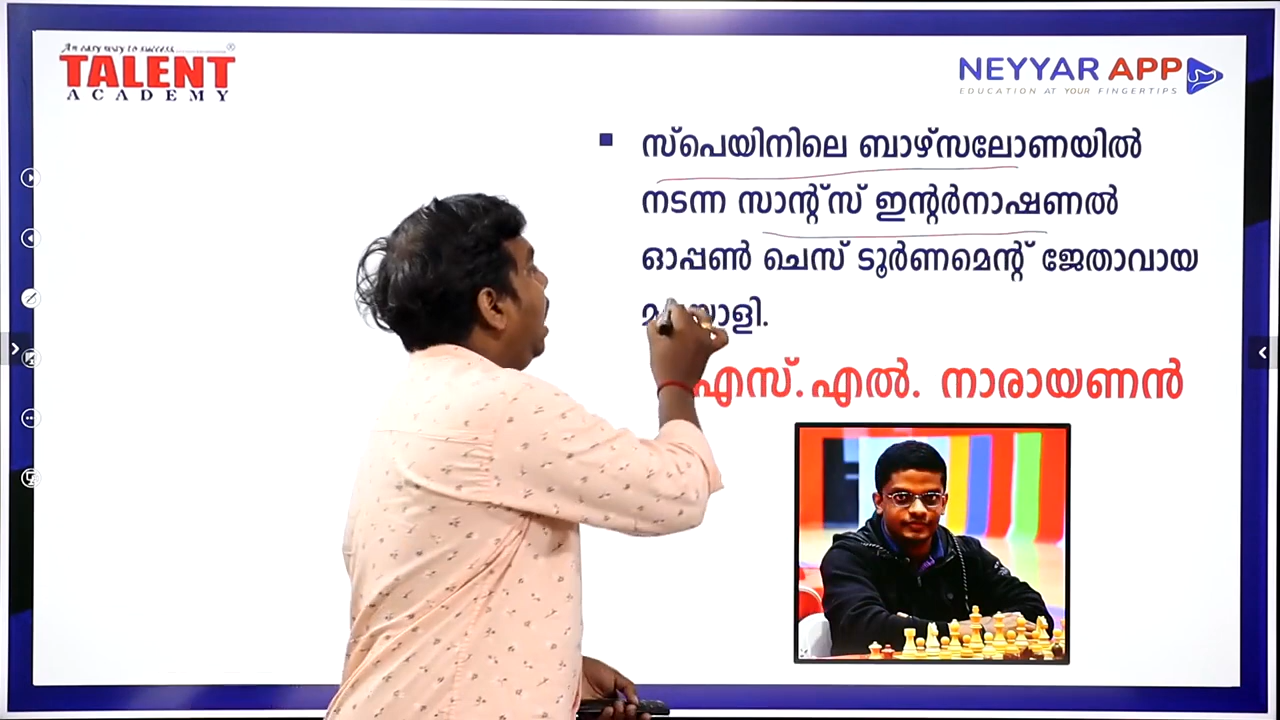 An easy way to success
®
TALENT
ACADEMY
NEYYAR APP
EDUCATION AT YOUR FINGERTIPS
സ്പെയിനിലെ ബാഴ്സലോണയിൽ
നടന്ന സാന്റ്സ് ഇന്റർനാഷണൽ
ഓപ്പൺ ചെസ് ടൂർണമെന്റ് ജേതാവായ
എസ്.എൽ. നാരായണൻ